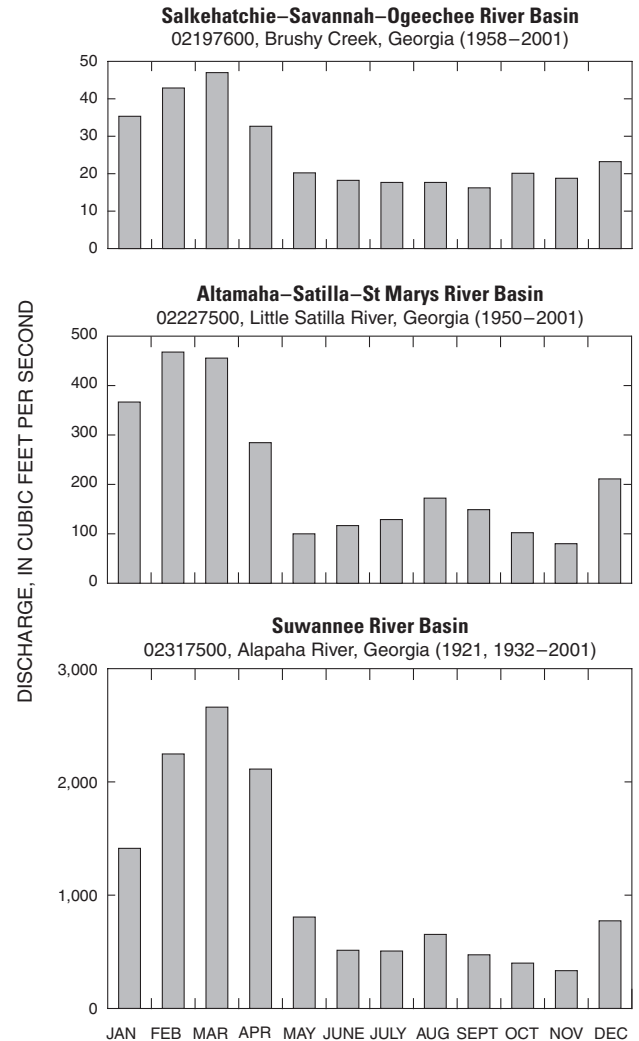 Salkehatchie–Savannah–Ogeechee River Basin
02197600, Brushy Creek, Georgia (1958–2001)
50
40
30
20
10
0
Altamaha–Satilla–St Marys River Basin
02227500, Little Satilla River, Georgia (1950–2001)
500
400
300
200
100
0
DISCHARGE, IN CUBIC FEET PER SECOND
Suwannee River Basin
02317500, Alapaha River, Georgia (1921, 1932–2001)
3,000
2,000
1,000
0
JAN FEB MAR APR MAY JUNE JULY AUG SEPT OCT NOV DEC